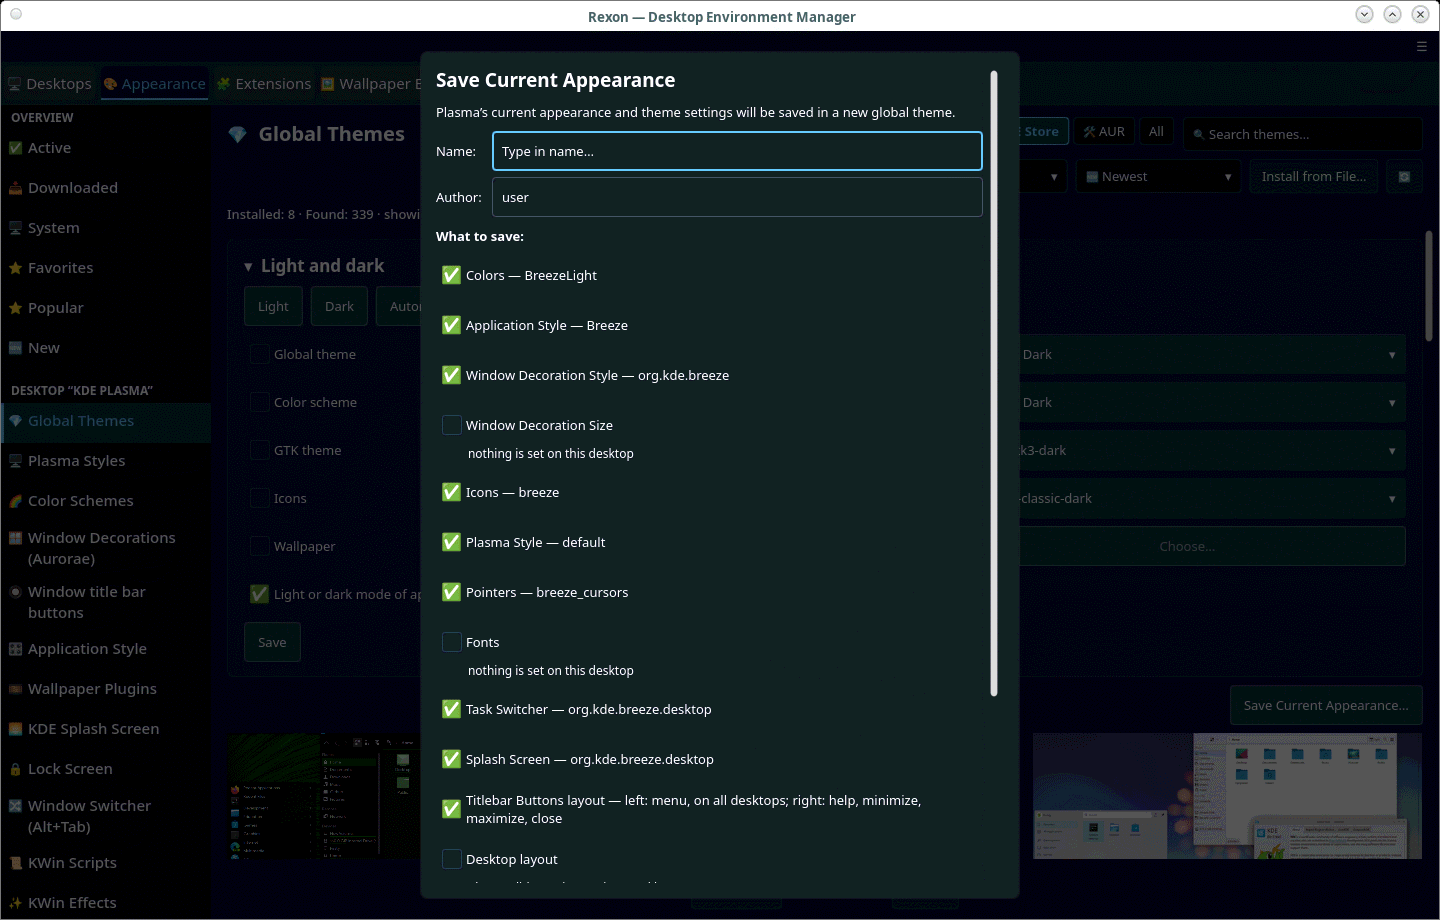 Rexon — Desktop Environment Manager
Desktops
Appearance
Extensions
Wallpaper E
OVERVIEW
Active
Downloaded
System
Favorites
Popular
New
DESKTOP “KDE PLASMA”
Global Themes
Plasma Styles
Color Schemes
Window Decorations
(Aurorae)
Window title bar
buttons
Application Style
Wallpaper Plugins
KDE Splash Screen
Lock Screen
Window Switcher
(Alt+Tab)
KWin Scripts
KWin Effects
Global Themes
Store
AUR
All
Search themes...
Newest
Install from File...
Installed: 8 · Found: 339 · showi
Light and dark
Light
Dark
Auto
Global theme
Dark
Color scheme
Dark
GTK theme
k3-dark
Icons
-classic-dark
Wallpaper
Choose...
Light or dark mode of ap
Save
Save Current Appearance...
Save Current Appearance
Plasma’s current appearance and theme settings will be saved in a new global theme.
Name:
Type in name...
Author:
user
What to save:
Colors — BreezeLight
Application Style — Breeze
Window Decoration Style — org.kde.breeze
Window Decoration Size
nothing is set on this desktop
Icons — breeze
Plasma Style — default
Pointers — breeze_cursors
Fonts
nothing is set on this desktop
Task Switcher — org.kde.breeze.desktop
Splash Screen — org.kde.breeze.desktop
Titlebar Buttons layout — left: menu, on all desktops; right: help, minimize,
maximize, close
Desktop layout